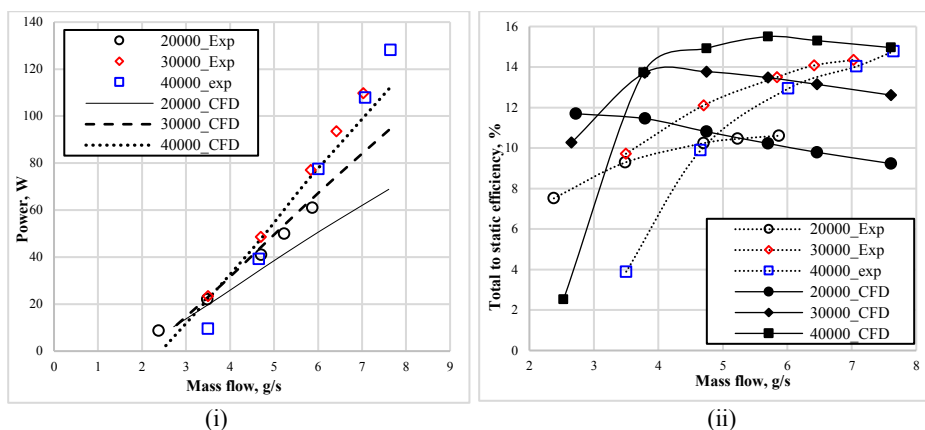 140
120
100
80
60
40
20
0
Power, W
20000_Exp
30000_Exp
40000_exp
20000_CFD
30000_CFD
40000_CFD
0 1 2 3 4 5 6 7 8 9
Mass flow, g/s
(i)
16
14
12
10
8
6
4
2
0
Total to static efficiency, %
20000_Exp
30000_Exp
40000_exp
20000_CFD
30000_CFD
40000_CFD
2 3 4 5 6 7 8
Mass flow, g/s
(ii)